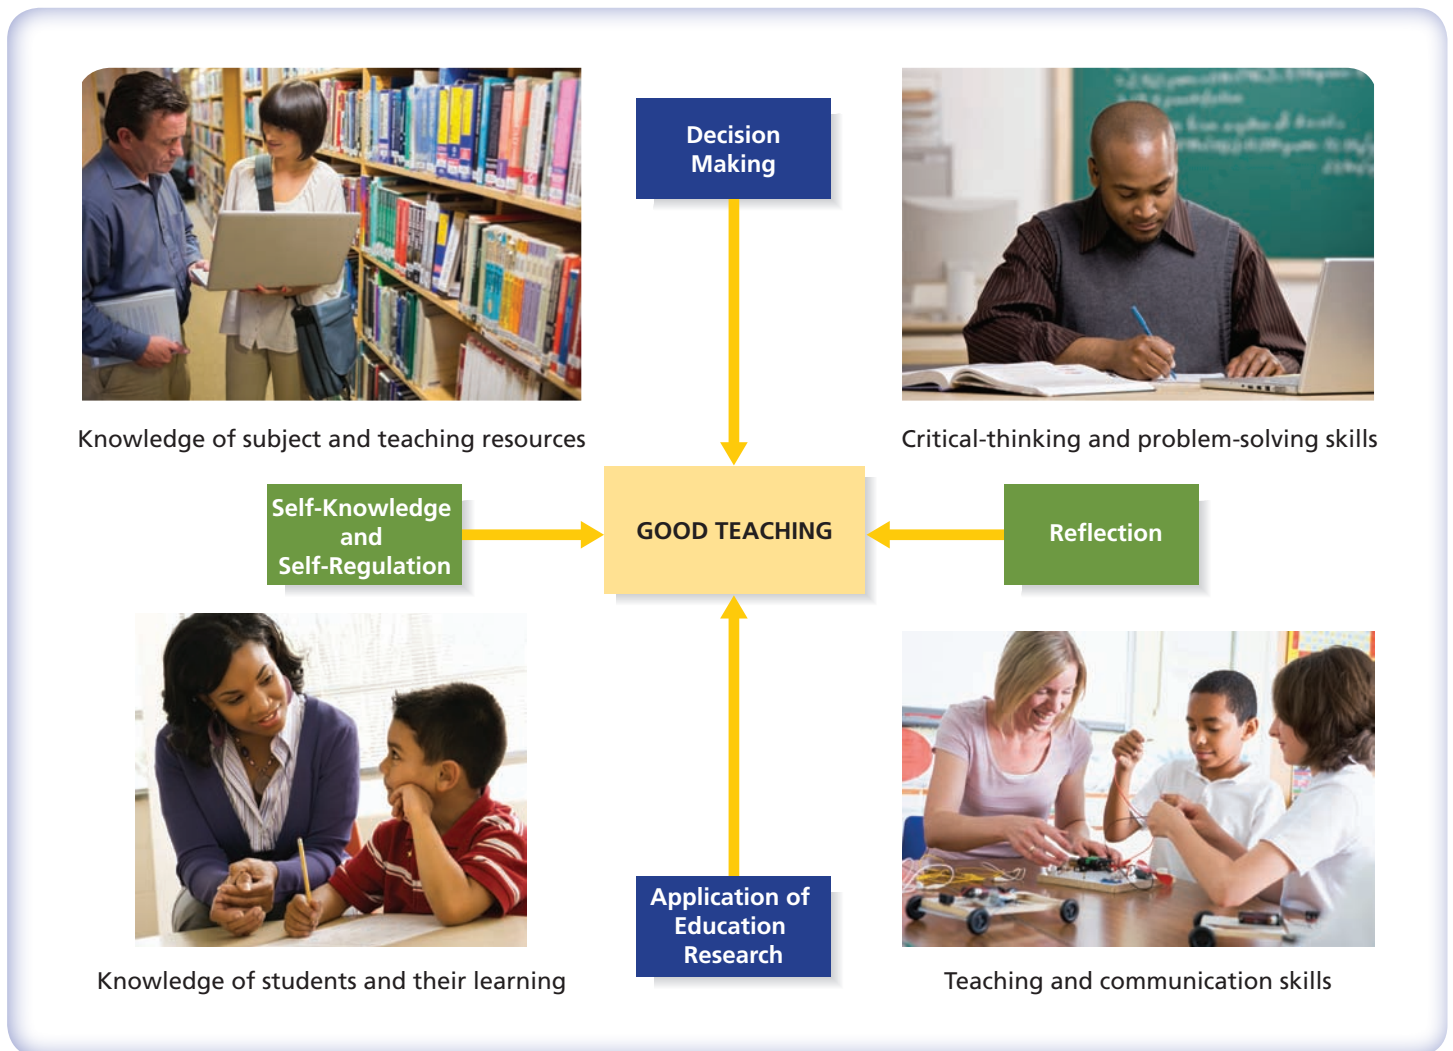 Decision
Making
Knowledge of subject and teaching resources
Critical-thinking and problem-solving skills
Self-Knowledge
and
Self-Regulation
GOOD TEACHING
Reflection
Application of
Education
Research
Knowledge of students and their learning
Teaching and communication skills